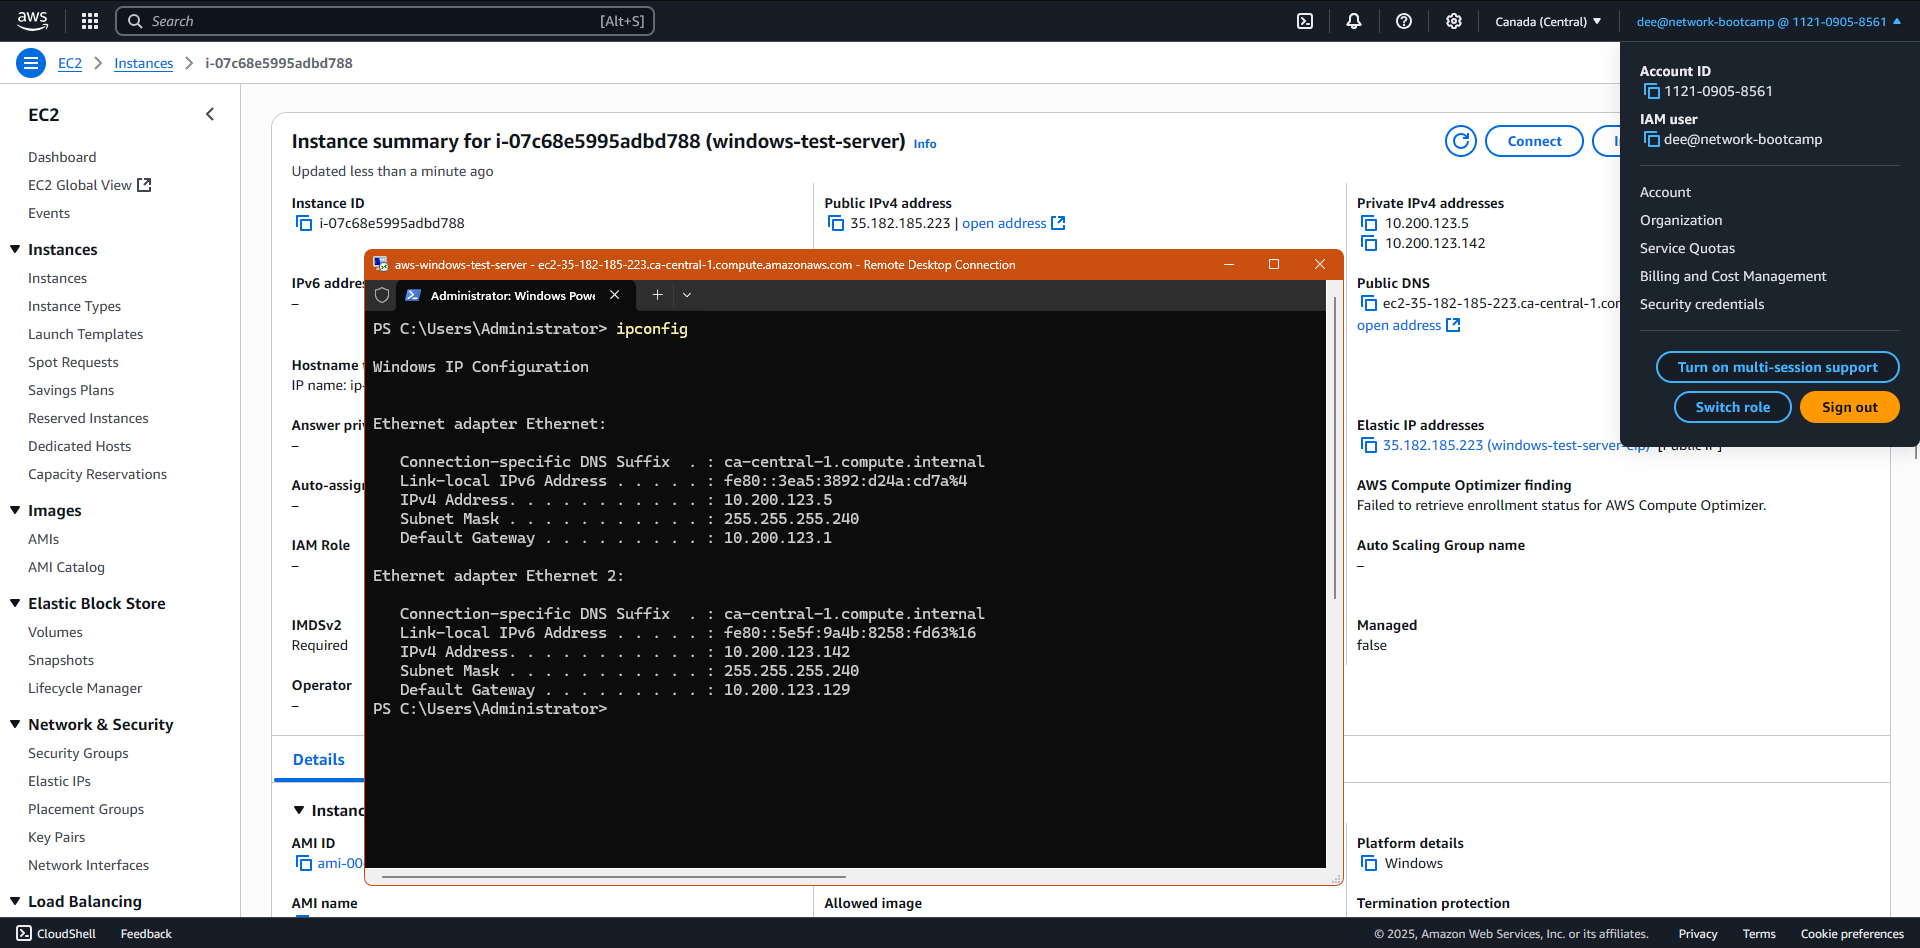 aws
Search
[Alt+S]
Canada (Central)
dee@network-bootcamp @ 1121-0905-8561
EC2
Instances
i-07c68e5995adbd788
Account ID
1121-0905-8561
IAM user
dee@network-bootcamp
Account
Organization
Service Quotas
Billing and Cost Management
Security credentials
Turn on multi-session support
Switch role
Sign out
EC2
Dashboard
EC2 Global View
Events
Instances
Instances
Instance Types
Launch Templates
Spot Requests
Savings Plans
Reserved Instances
Dedicated Hosts
Capacity Reservations
Images
AMIs
AMI Catalog
Elastic Block Store
Volumes
Snapshots
Lifecycle Manager
Network & Security
Security Groups
Elastic IPs
Placement Groups
Key Pairs
Network Interfaces
Load Balancing
Instance summary for i-07c68e5995adbd788 (windows-test-server) Info
Updated less than a minute ago
Connect
Instance ID
i-07c68e5995adbd788
Public IPv4 address
35.182.185.223 | open address
Private IPv4 addresses
10.200.123.5
10.200.123.142
IPv6 addre
–
Public DNS
ec2-35-182-185-223.ca-central-1.co
open address
Hostname
IP name: ip-
Answer pri
–
Elastic IP addresses
35.182.185.223 (windows-test-server-eip) [Public IP]
Auto-assig
–
AWS Compute Optimizer finding
Failed to retrieve enrollment status for AWS Compute Optimizer.
IAM Role
–
Auto Scaling Group name
–
IMDSv2
Required
Managed
false
Operator
–
Details
Instanc
AMI ID
ami-00
Platform details
Windows
AMI name
Allowed image
Termination protection
aws-windows-test-server - ec2-35-182-185-223.ca-central-1.compute.amazonaws.com - Remote Desktop Connection
Administrator: Windows Powe
PS C:\Users\Administrator> ipconfig
Windows IP Configuration
Ethernet adapter Ethernet:
Connection-specific DNS Suffix . : ca-central-1.compute.internal
Link-local IPv6 Address . . . . . : fe80::3ea5:3892:d24a:cd7a%4
IPv4 Address. . . . . . . . . . . : 10.200.123.5
Subnet Mask . . . . . . . . . . . : 255.255.255.240
Default Gateway . . . . . . . . . : 10.200.123.1
Ethernet adapter Ethernet 2:
Connection-specific DNS Suffix . : ca-central-1.compute.internal
Link-local IPv6 Address . . . . . : fe80::5e5f:9a4b:8258:fd63%16
IPv4 Address. . . . . . . . . . . : 10.200.123.142
Subnet Mask . . . . . . . . . . . : 255.255.255.240
Default Gateway . . . . . . . . . : 10.200.123.129
PS C:\Users\Administrator>
CloudShell
Feedback
© 2025, Amazon Web Services, Inc. or its affiliates.
Privacy
Terms
Cookie preferences